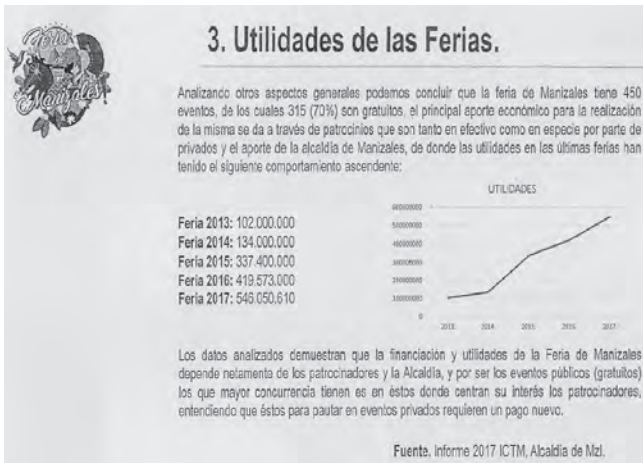 Feria
Manizales
3. Utilidades de las Ferias.
Analizando otros aspectos generales podemos concluir que la feria de Manizales tiene 450
eventos, de los cuales 315 (70%) son gratuitos, el principal aporte económico para la realización
de la misma se da a través de patrocinios que son tanto en efectivo como en especie por parte de
privados y el aporte de la alcaldía de Manizales, de donde las utilidades en las últimas ferias han
tenido el siguiente comportamiento ascendente:
UTILIDADES
Feria 2013: 102.000.000
Feria 2014: 134.000.000
Feria 2015: 337.400.000
Feria 2016: 419.573.000
Feria 2017: 546.050.610
600000000
500000000
400000000
300000000
200000000
100000000
0
2013 2014 2015 2016 2017
Los datos analizados demuestran que la financiación y utilidades de la Feria de Manizales
depende netamente de los patrocinadores y la Alcaldía, y por ser los eventos públicos (gratuitos)
los que mayor concurrencia tienen es en éstos donde centran su interés los patrocinadores,
entendiendo que éstos para pautar en eventos privados requieren un pago nuevo.
Fuente. Informe 2017 ICTM, Alcaldía de Mzl.